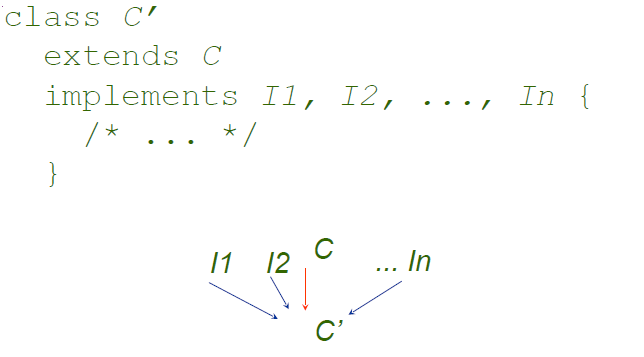 class C′
extends C
implements I1, I2, ..., In {
/* ... */
}
I1 I2 C ... In
C’